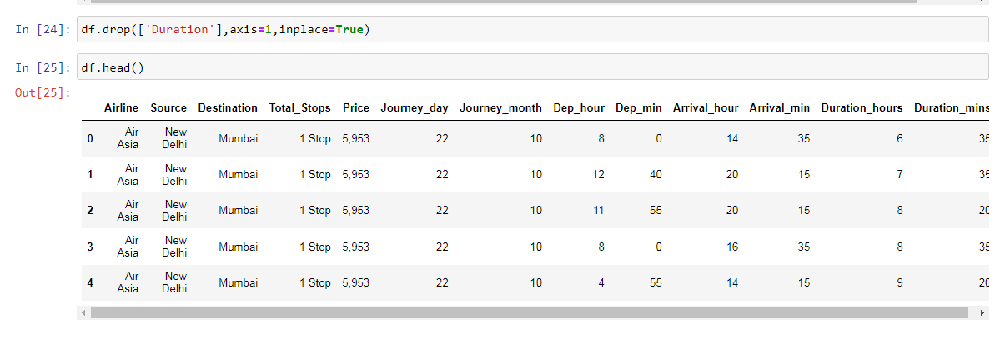 In [24]: df.drop(['Duration'],axis=1,inplace=True)
In [25]: df.head()
Out[25]:
Airline Source Destination Total_Stops Price Journey_day Journey_month Dep_hour Dep_min Arrival_hour Arrival_min Duration_hours Duration_mins
0 Air Asia New Delhi Mumbai 1 Stop 5,953 22 10 8 0 14 35 6 35
1 Air Asia New Delhi Mumbai 1 Stop 5,953 22 10 12 40 20 15 7 35
2 Air Asia New Delhi Mumbai 1 Stop 5,953 22 10 11 55 20 15 8 20
3 Air Asia New Delhi Mumbai 1 Stop 5,953 22 10 8 0 16 35 8 35
4 Air Asia New Delhi Mumbai 1 Stop 5,953 22 10 4 55 14 15 9 20